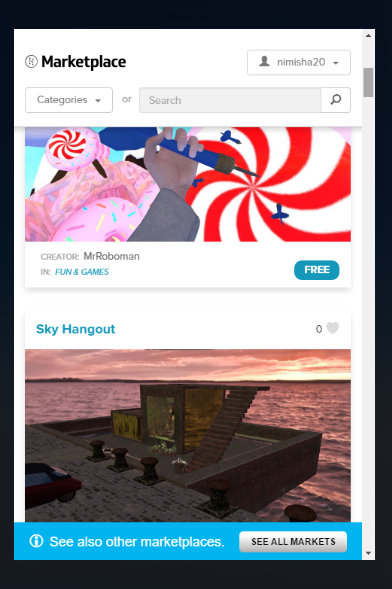 Marketplace
nimisha20
Categories or Search
CREATOR: MrRoboman
IN: FUN & GAMES
FREE
Sky Hangout 0
See also other marketplaces. SEE ALL MARKETS